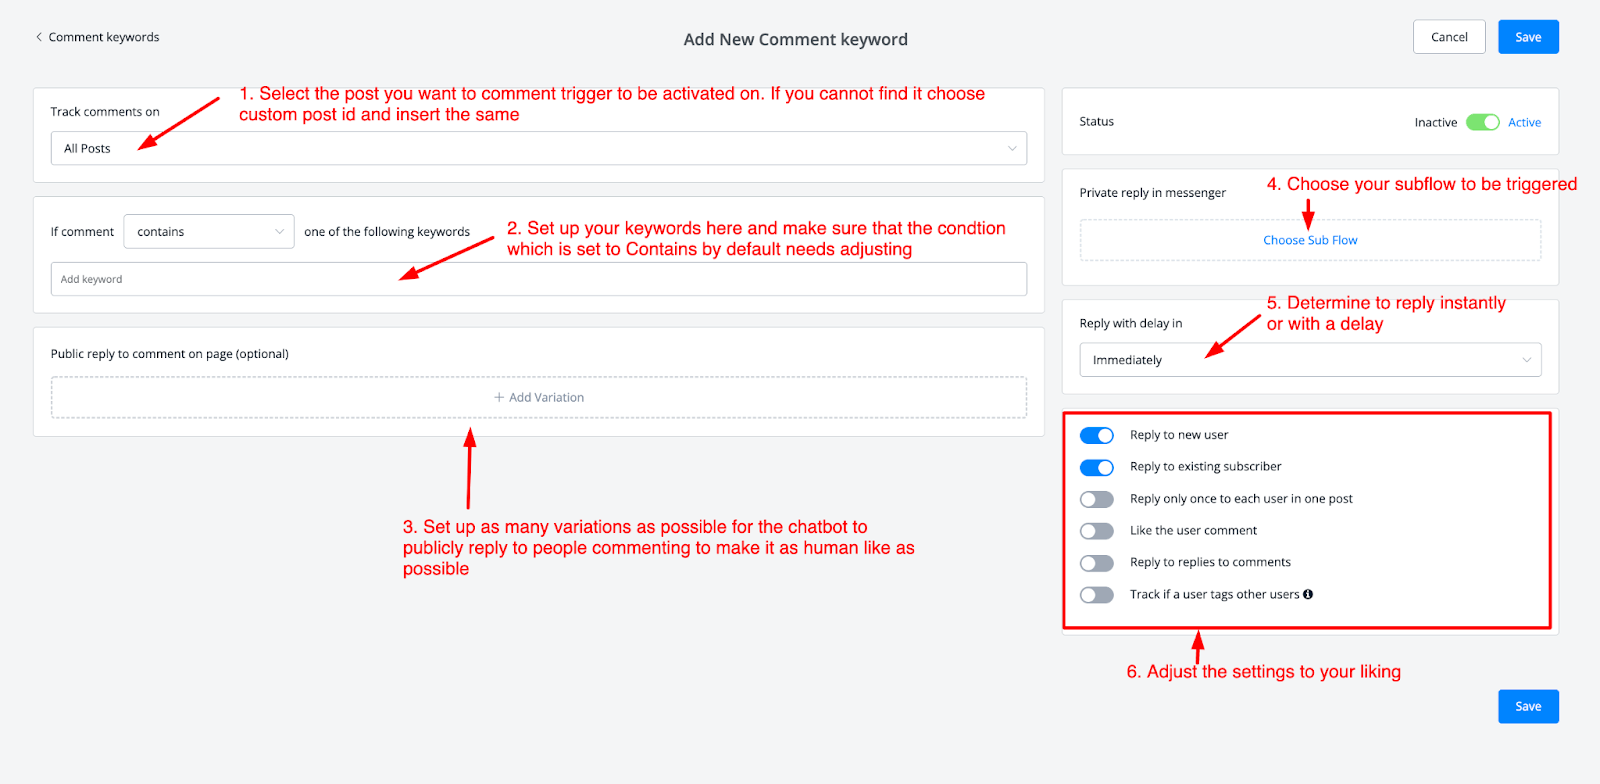 Comment keywords
Add New Comment keyword
Cancel
Save
1. Select the post you want to comment trigger to be activated on. If you cannot find it choose
custom post id and insert the same
Track comments on
All Posts
If comment
contains
one of the following keywords
2. Set up your keywords here and make sure that the condtion
which is set to Contains by default needs adjusting
Add keyword
Public reply to comment on page (optional)
+ Add Variation
3. Set up as many variations as possible for the chatbot to
publicly reply to people commenting to make it as human like as
possible
Status
Inactive
Active
Private reply in messenger
4. Choose your subflow to be triggered
Choose Sub Flow
5. Determine to reply instantly
or with a delay
Reply with delay in
Immediately
Reply to new user
Reply to existing subscriber
Reply only once to each user in one post
Like the user comment
Reply to replies to comments
Track if a user tags other users
6. Adjust the settings to your liking
Save